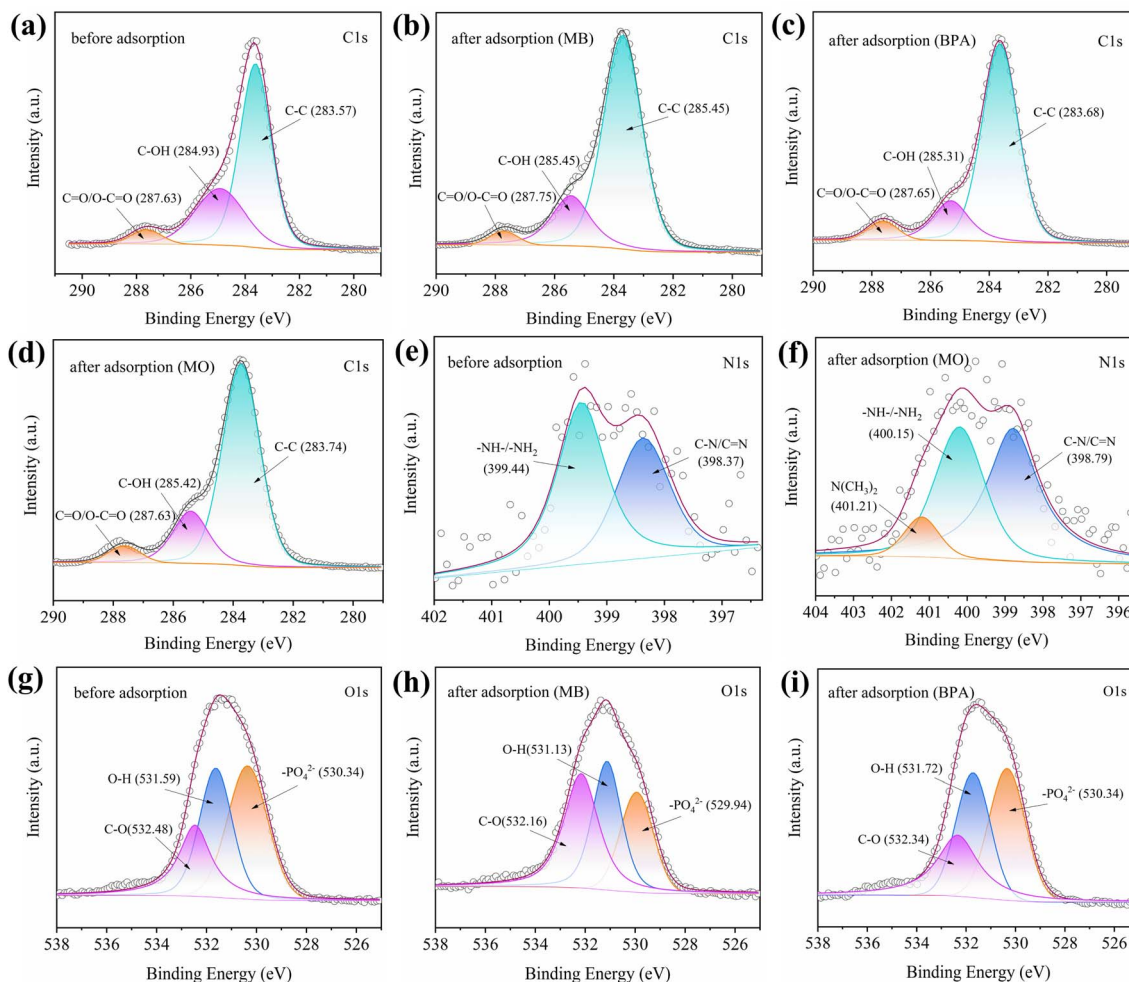 (a)
before adsorption
C1s
C-C (283.57)
C-OH (284.93)
C=O/O-C=O (287.63)
Intensity (a.u.)
290 288 286 284 282 280
Binding Energy (eV)
(b)
after adsorption (MB)
C1s
C-C (285.45)
C-OH (285.45)
C=O/O-C=O (287.75)
Intensity (a.u.)
290 288 286 284 282 280
Binding Energy (eV)
(c)
after adsorption (BPA)
C1s
C-C (283.68)
C-OH (285.31)
C=O/O-C=O (287.65)
Intensity (a.u.)
290 288 286 284 282 280
Binding Energy (eV)
(d)
after adsorption (MO)
C1s
C-C (283.74)
C-OH (285.42)
C=O/O-C=O (287.63)
Intensity (a.u.)
290 288 286 284 282 280
Binding Energy (eV)
(e)
before adsorption
N1s
-NH-/-NH₂
(399.44)
C-N/C=N
(398.37)
Intensity (a.u.)
402 401 400 399 398 397
Binding Energy (eV)
(f)
after adsorption (MO)
N1s
-NH-/-NH₂
(400.15)
C-N/C=N
(398.79)
N(CH₃)₂
(401.21)
Intensity (a.u.)
404 403 402 401 400 399 398 397 396
Binding Energy (eV)
(g)
before adsorption
O1s
O-H (531.59)
-PO₄²⁻ (530.34)
C-O(532.48)
Intensity (a.u.)
538 536 534 532 530 528 526
Binding Energy (eV)
(h)
after adsorption (MB)
O1s
O-H(531.13)
-PO₄²⁻ (529.94)
C-O(532.16)
Intensity (a.u.)
538 536 534 532 530 528 526
Binding Energy (eV)
(i)
after adsorption (BPA)
O1s
O-H (531.72)
-PO₄²⁻ (530.34)
C-O (532.34)
Intensity (a.u.)
538 536 534 532 530 528 526
Binding Energy (eV)